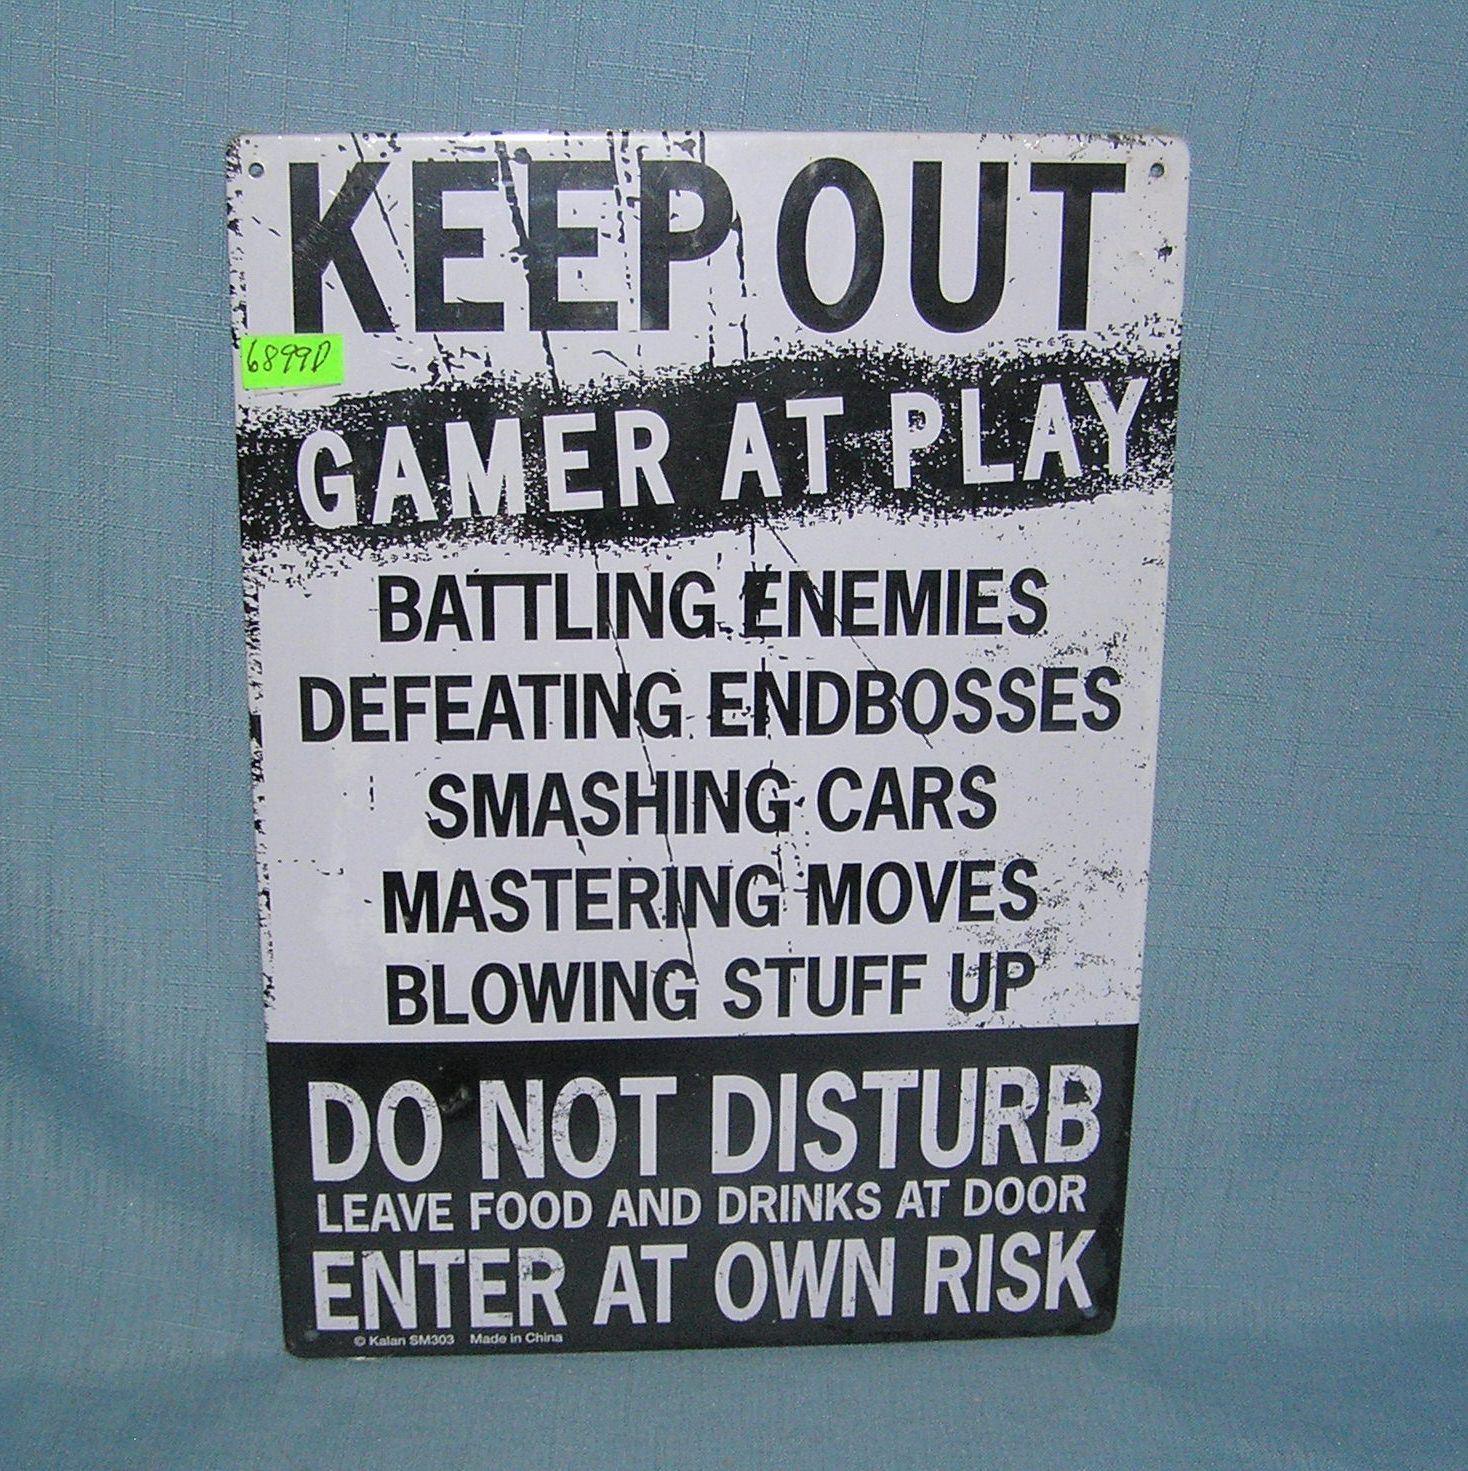 KEEP OUT
6899D
GAMER AT PLAY
BATTLING ENEMIES
DEFEATING ENDBOSSES
SMASHING CARS
MASTERING MOVES
BLOWING STUFF UP
DO NOT DISTURB
LEAVE FOOD AND DRINKS AT DOOR
ENTER AT OWN RISK
© Kalan SM303 Made in China